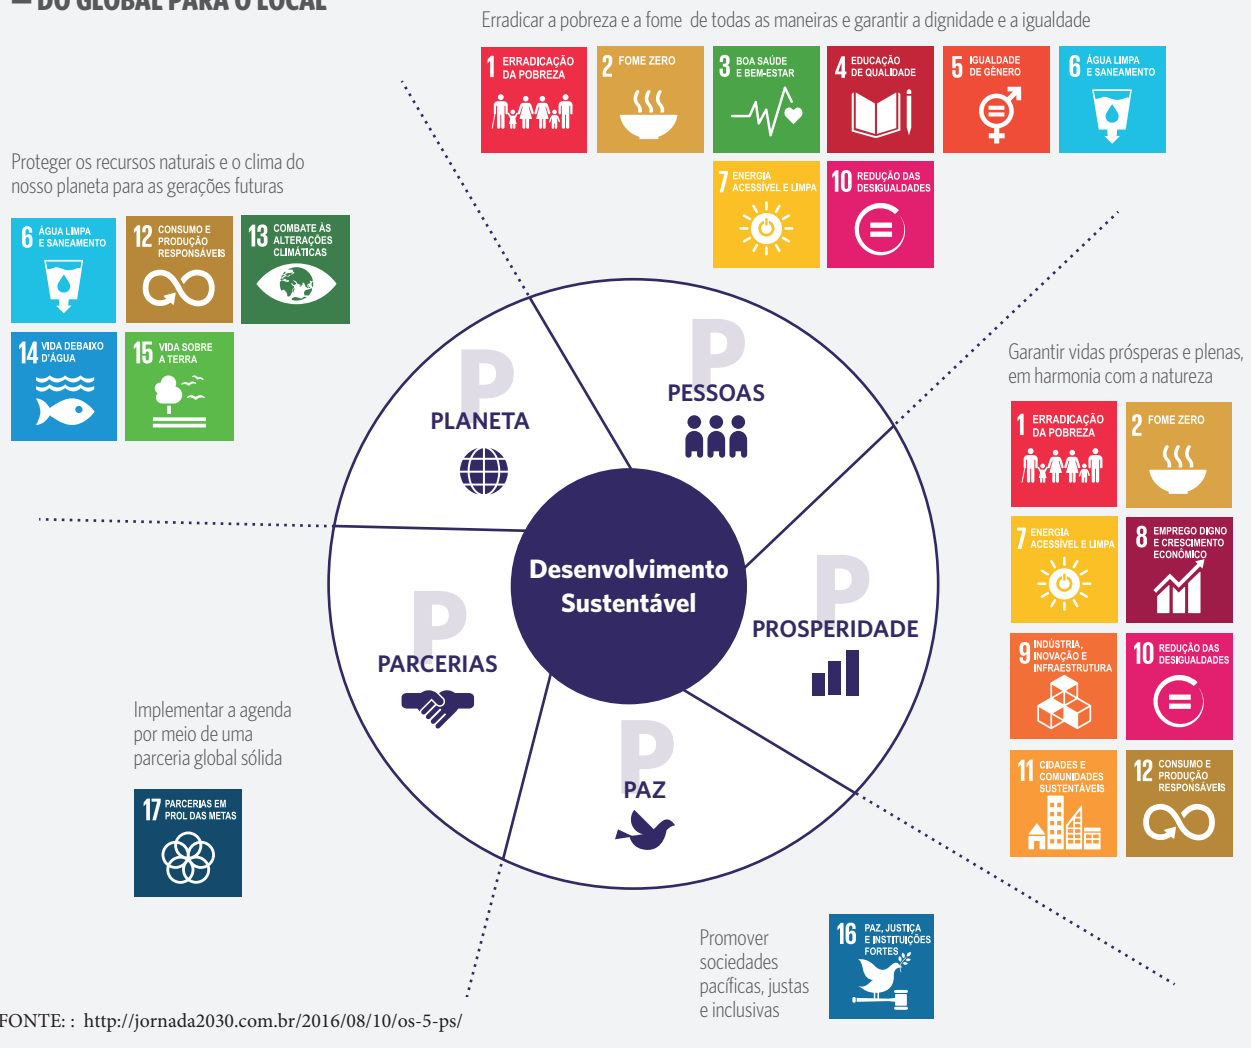 — DO GLOBAL PARA O LOCAL
Erradicar a pobreza e a fome de todas as maneiras e garantir a dignidade e a igualdade
1 ERRADICAÇÃO
DA POBREZA
2 FOME ZERO
3 BOA SAÚDE
E BEM-ESTAR
4 EDUCAÇÃO
DE QUALIDADE
5 IGUALDADE
DE GÊNERO
6 ÁGUA LIMPA
E SANEAMENTO
7 ENERGIA
ACESSÍVEL E LIMPA
10 REDUÇÃO DAS
DESIGUALDADES
Proteger os recursos naturais e o clima do
nosso planeta para as gerações futuras
6 ÁGUA LIMPA
E SANEAMENTO
12 CONSUMO E
PRODUÇÃO
RESPONSÁVEIS
13 COMBATE ÀS
ALTERAÇÕES
CLIMÁTICAS
14 VIDA DEBAIXO
D'ÁGUA
15 VIDA SOBRE
A TERRA
P
PLANETA
P
PESSOAS
Garantir vidas prósperas e plenas,
em harmonia com a natureza
1 ERRADICAÇÃO
DA POBREZA
2 FOME ZERO
7 ENERGIA
ACESSÍVEL E LIMPA
8 EMPREGO DIGNO
E CRESCIMENTO
ECONÔMICO
9 INDÚSTRIA,
INOVAÇÃO E
INFRAESTRUTURA
10 REDUÇÃO DAS
DESIGUALDADES
11 CIDADES E
COMUNIDADES
SUSTENTÁVEIS
12 CONSUMO E
PRODUÇÃO
RESPONSÁVEIS
Desenvolvimento
Sustentável
P
PROSPERIDADE
P
PARCERIAS
P
PAZ
Implementar a agenda
por meio de uma
parceria global sólida
17 PARCERIAS EM
PROL DAS METAS
Promover
sociedades
pacíficas, justas
e inclusivas
16 PAZ, JUSTIÇA
E INSTITUIÇÕES
FORTES
FONTE: : http://jornada2030.com.br/2016/08/10/os-5-ps/